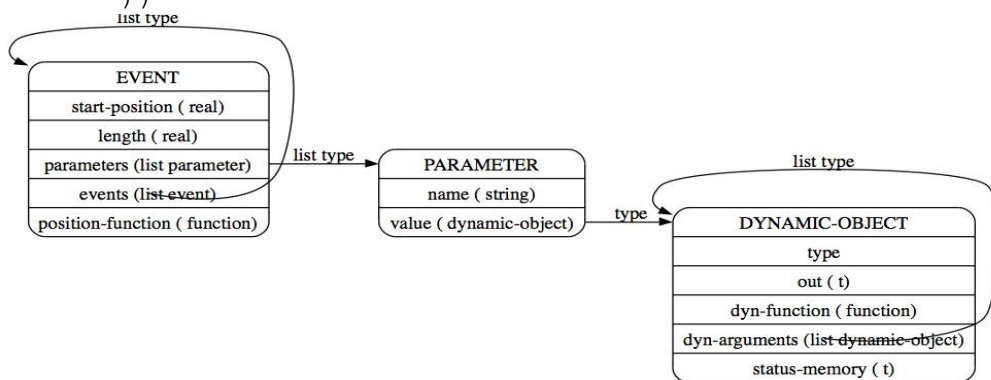 list type
EVENT
start-position ( real)
length ( real)
parameters (list parameter)
events (list event)
position-function ( function)
list type
PARAMETER
name ( string)
value ( dynamic-object)
type
list type
DYNAMIC-OBJECT
type
out ( t)
dyn-function ( function)
dyn-arguments (list dynamic-object)
status-memory ( t)